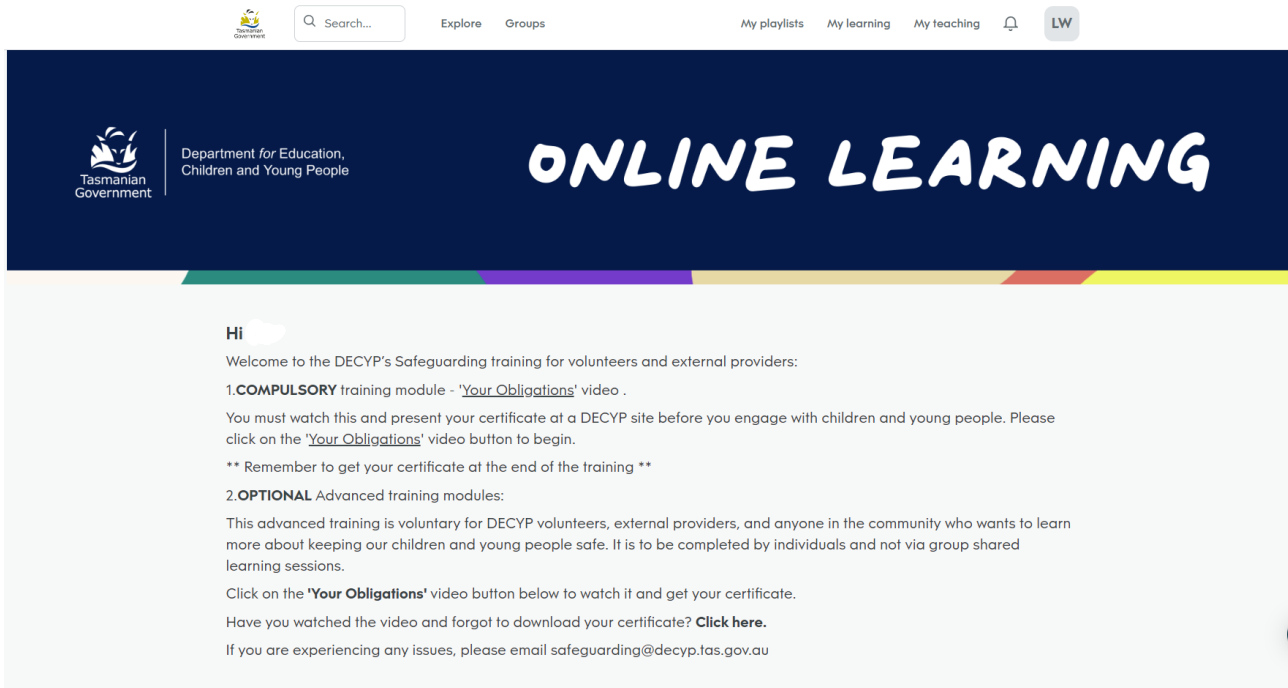 Tasmanian
Government
Search...
Explore
Groups
My playlists
My learning
My teaching
LW
Tasmanian
Government
Department for Education,
Children and Young People
ONLINE LEARNING
Hi
Welcome to the DECYP's Safeguarding training for volunteers and external providers:
1.COMPULSORY training module - 'Your Obligations' video .
You must watch this and present your certificate at a DECYP site before you engage with children and young people. Please
click on the 'Your Obligations' video button to begin.
** Remember to get your certificate at the end of the training **
2.OPTIONAL Advanced training modules:
This advanced training is voluntary for DECYP volunteers, external providers, and anyone in the community who wants to learn
more about keeping our children and young people safe. It is to be completed by individuals and not via group shared
learning sessions.
Click on the 'Your Obligations' video button below to watch it and get your certificate.
Have you watched the video and forgot to download your certificate? Click here.
If you are experiencing any issues, please email safeguarding@decyp.tas.gov.au